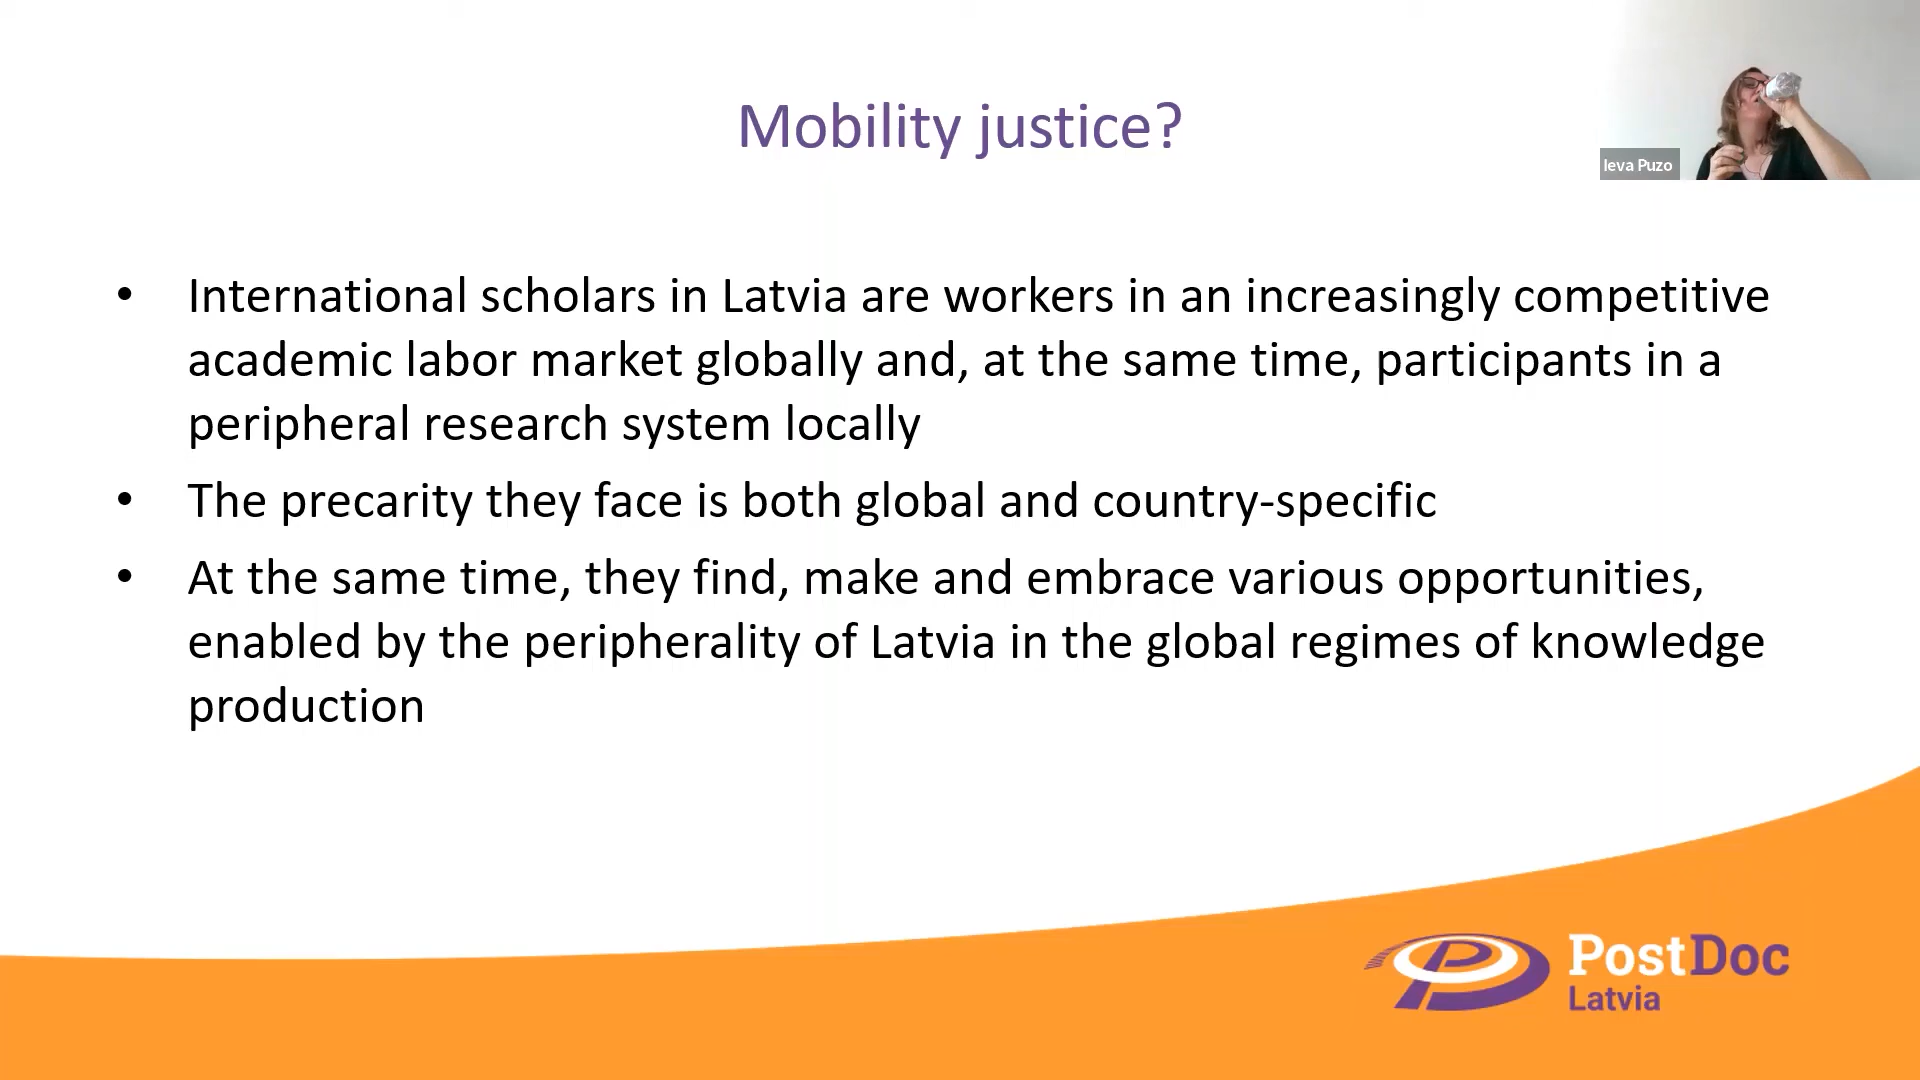 Mobility justice?
Ieva Puzo
• International scholars in Latvia are workers in an increasingly competitive
academic labor market globally and, at the same time, participants in a
peripheral research system locally
• The precarity they face is both global and country-specific
• At the same time, they find, make and embrace various opportunities,
enabled by the peripherality of Latvia in the global regimes of knowledge
production
PostDoc
Latvia